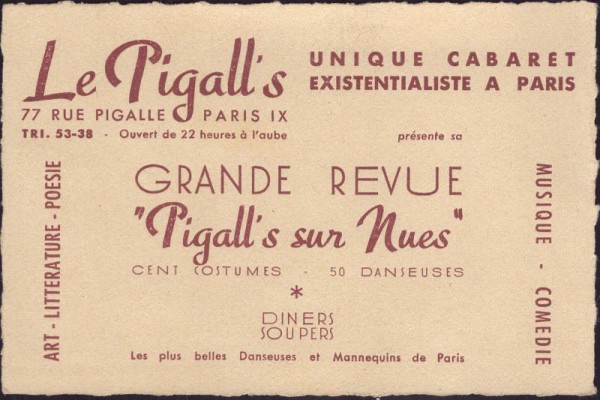 Le Pigall's
77 RUE PIGALLE PARIS IX
TRI. 53-38 - Ouvert de 22 heures à l'aube
UNIQUE CABARET
EXISTENTIALISTE A PARIS
présente sa
GRANDE REVUE
"Pigall's sur Nues"
CENT COSTUMES - 50 DANSEUSES
*
DINERS
SOUPERS
Les plus belles Danseuses et Mannequins de Paris
ART - LITTERATURE - POESIE
MUSIQUE - COMEDIE